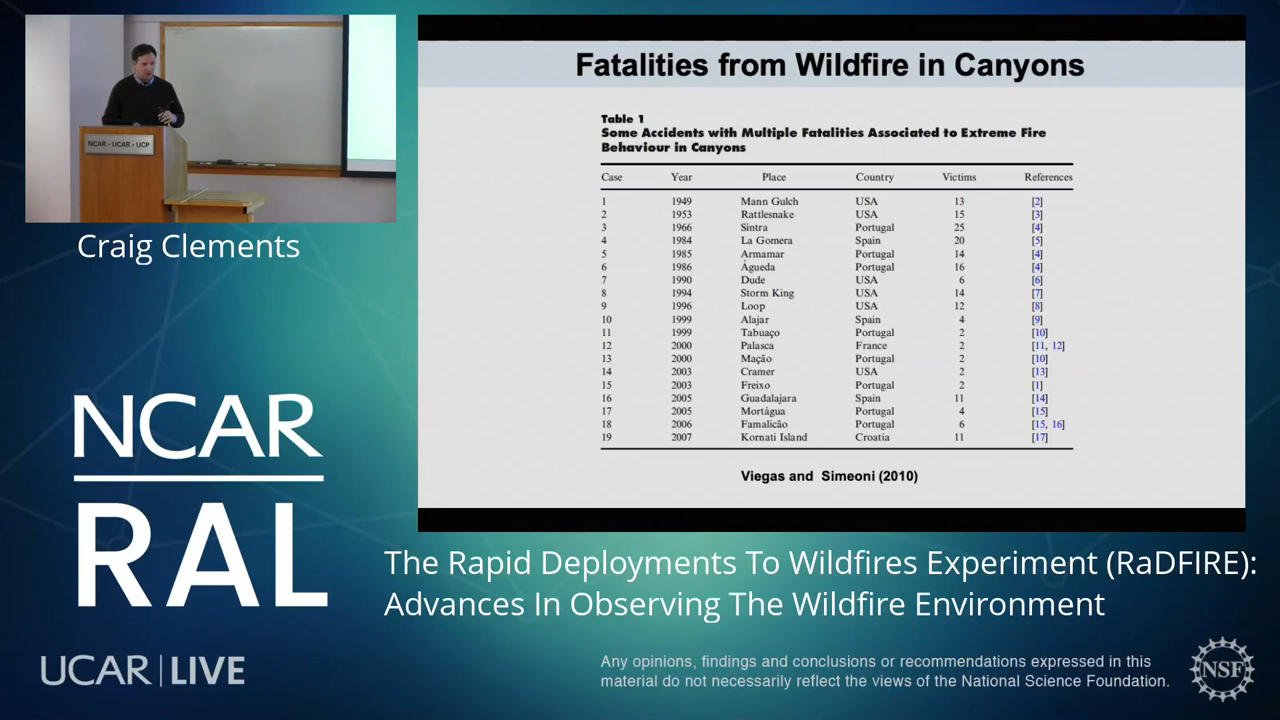 NCAR • UCAR • UCP
Craig Clements
NCAR
RAL
UCAR | LIVE
Fatalities from Wildfire in Canyons
Table 1
Some Accidents with Multiple Fatalities Associated to Extreme Fire
Behaviour in Canyons
Case Year Place Country Victims References
1 1949 Mann Gulch USA 13 [2]
2 1953 Rattlesnake USA 15 [3]
3 1966 Sintra Portugal 25 [4]
4 1984 La Gomera Spain 20 [5]
5 1985 Armamar Portugal 14 [4]
6 1986 Águeda Portugal 16 [4]
7 1990 Dude USA 6 [6]
8 1994 Storm King USA 14 [7]
9 1996 Loop USA 12 [8]
10 1999 Alajar Spain 4 [9]
11 1999 Tabuaço Portugal 2 [10]
12 2000 Palasca France 2 [11, 12]
13 2000 Mação Portugal 2 [10]
14 2003 Cramer USA 2 [13]
15 2003 Freixo Portugal 2 [1]
16 2005 Guadalajara Spain 11 [14]
17 2005 Mortágua Portugal 4 [15]
18 2006 Famalicão Portugal 6 [15, 16]
19 2007 Kornati Island Croatia 11 [17]
Viegas and Simeoni (2010)
The Rapid Deployments To Wildfires Experiment (RaDFIRE):
Advances In Observing The Wildfire Environment
Any opinions, findings and conclusions or recommendations expressed in this
material do not necessarily reflect the views of the National Science Foundation.
NSF